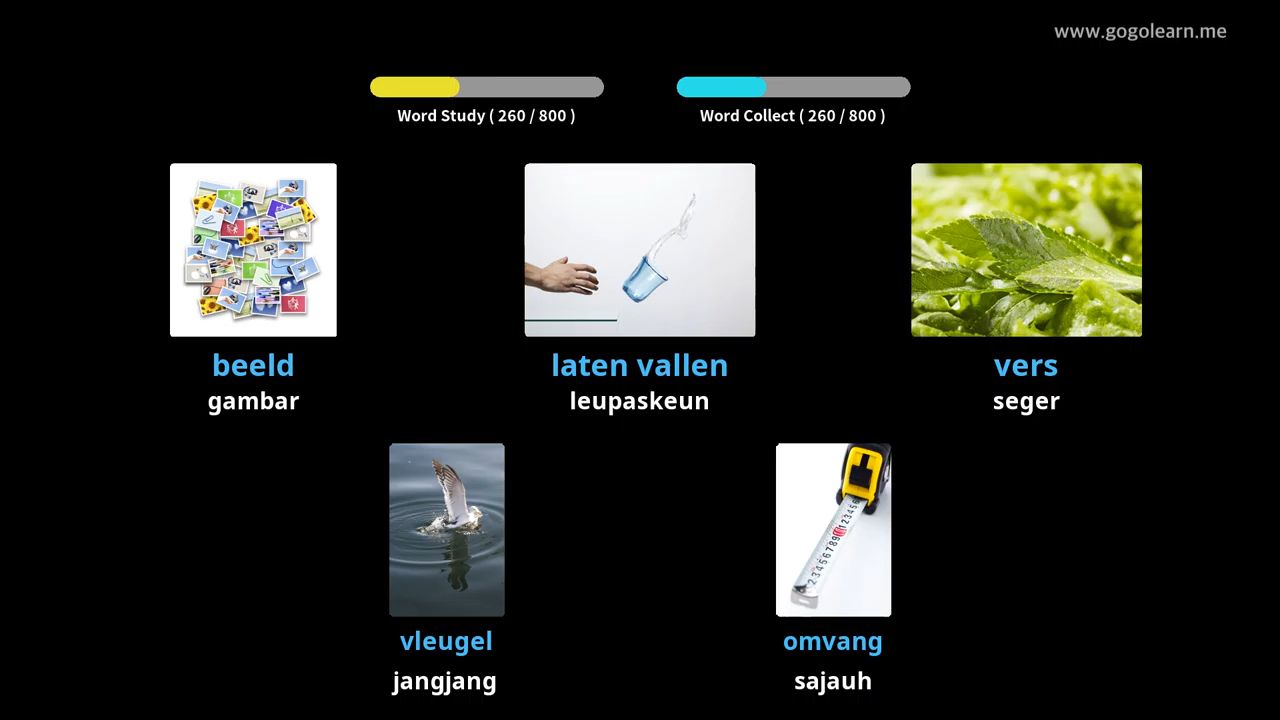 www.gogolearn.me
Word Study ( 260 / 800 )
Word Collect ( 260 / 800 )
beeld
gambar
laten vallen
leupaskeun
vers
seger
vleugel
jangjang
omvang
sajauh